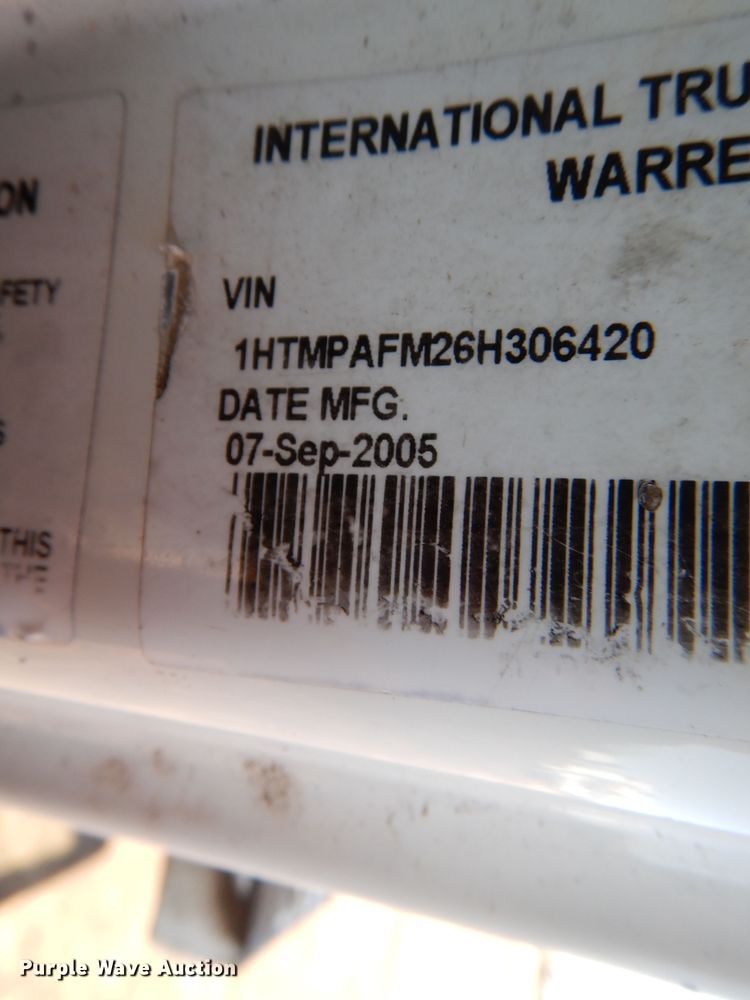 ON
FETY
S
THIS
INTERNATIONAL TRU
WARRE
VIN
1HTMPAFM26H306420
DATE MFG.
07-Sep-2005
Purple Wave Auction